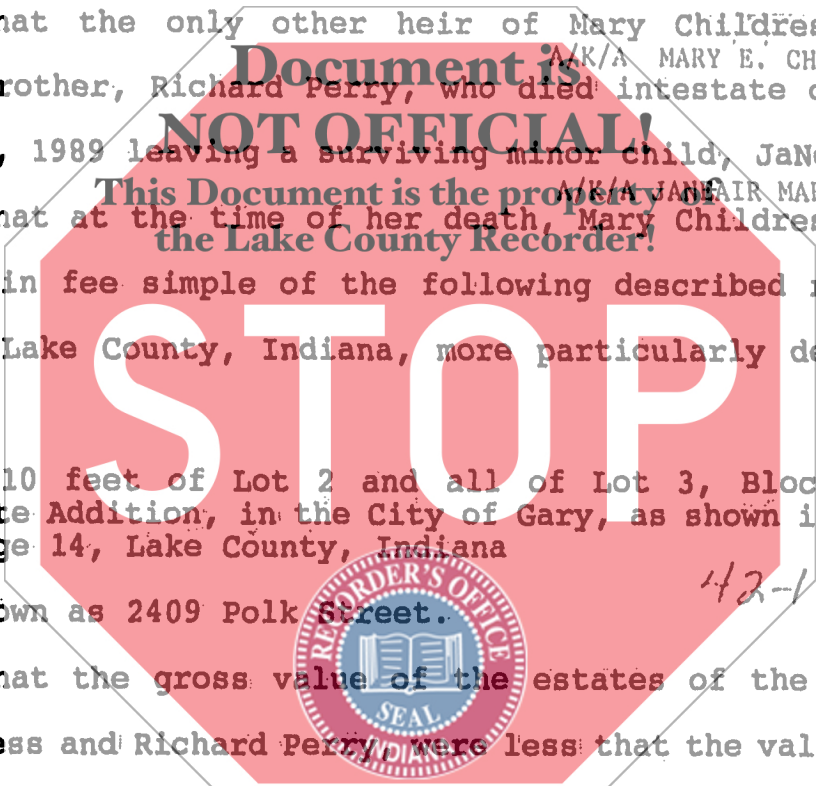 hat the only other heir of Mary Childres
A/K/A MARY E. CH
rother, Richard Perry, who died intestate
, 1989 leaving a surviving minor child, JaN
A/K/A JANFAIR MAR
hat at the time of her death, Mary Childres
in fee simple of the following described
Lake County, Indiana, more particularly de
10 feet of Lot 2 and all of Lot 3, Bloc
te Addition, in the City of Gary, as shown i
ge 14, Lake County, Indiana
42-1
own as 2409 Polk Street.
hat the gross value of the estates of the
ess and Richard Perry, were less that the val
Document is
NOT OFFICIAL!
This Document is the property of
the Lake County Recorder!
STOP
RECORDER'S OFFICE
SEAL
INDIANA